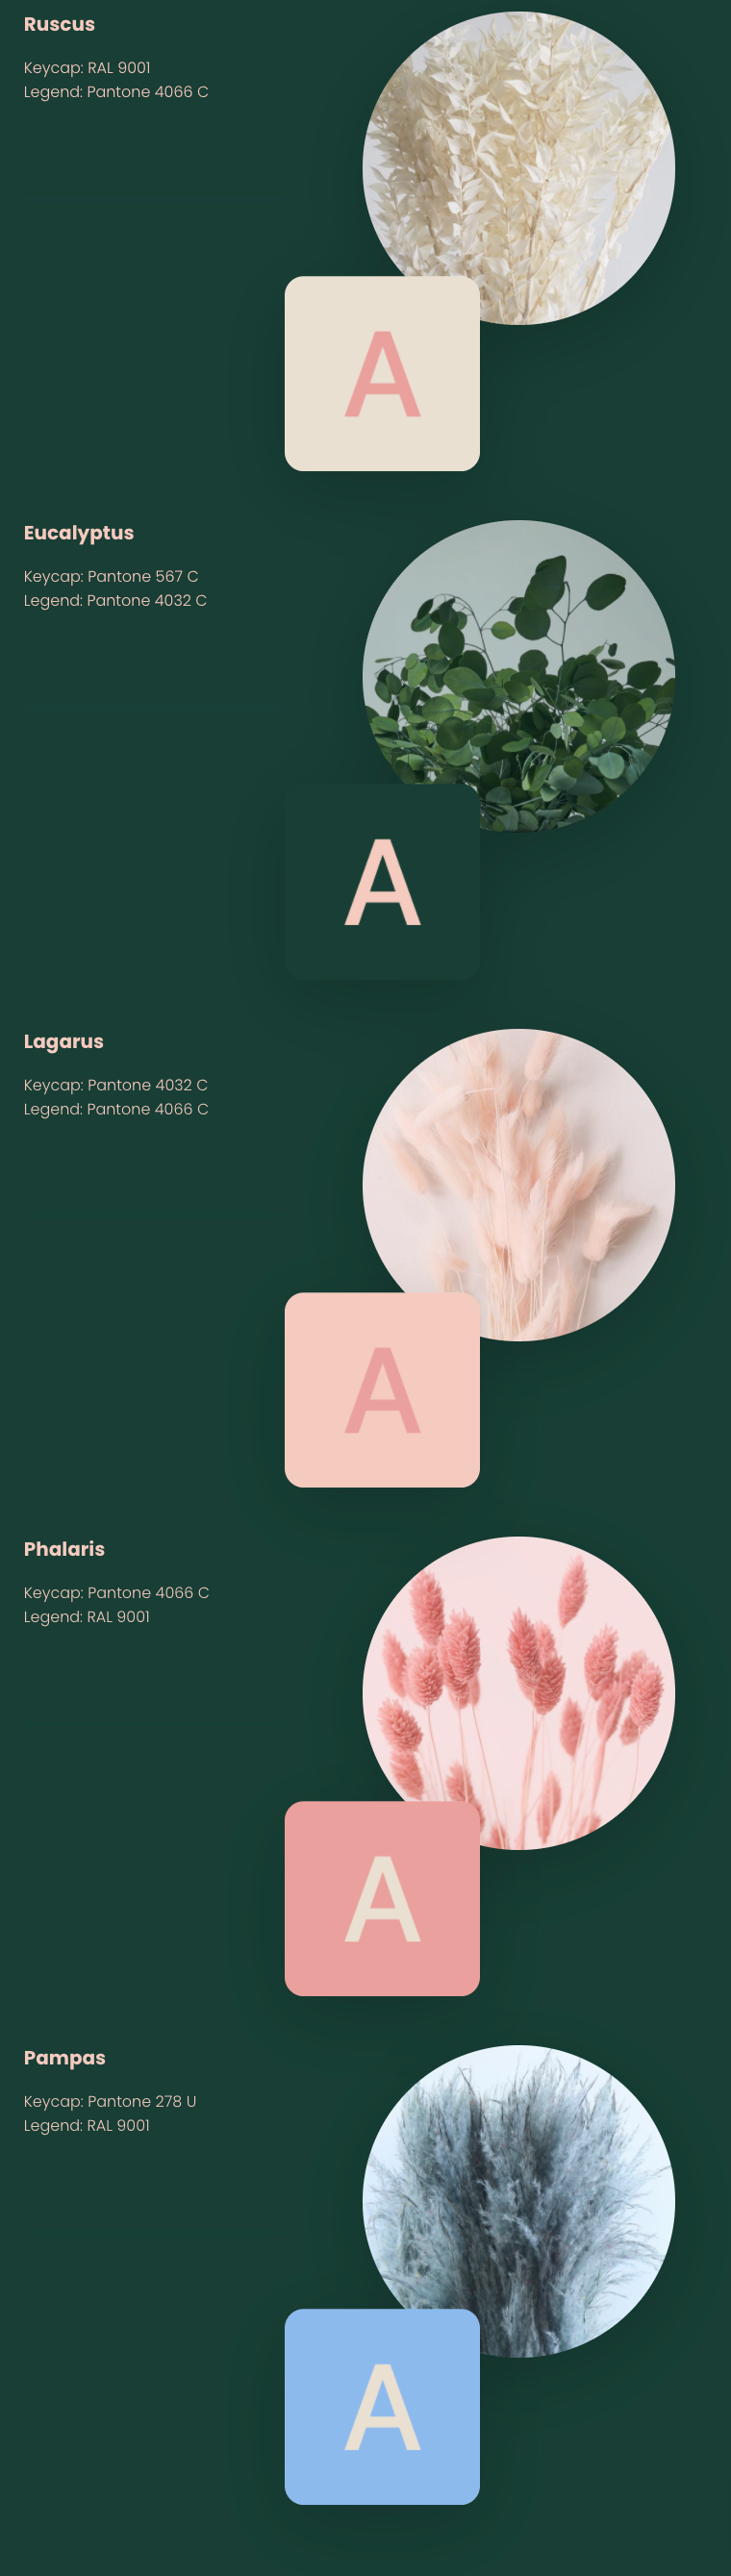 Ruscus
Keycap: RAL 9001
Legend: Pantone 4066 C
A
Eucalyptus
Keycap: Pantone 567 C
Legend: Pantone 4032 C
A
Lagarus
Keycap: Pantone 4032 C
Legend: Pantone 4066 C
A
Phalaris
Keycap: Pantone 4066 C
Legend: RAL 9001
A
Pampas
Keycap: Pantone 278 U
Legend: RAL 9001
A